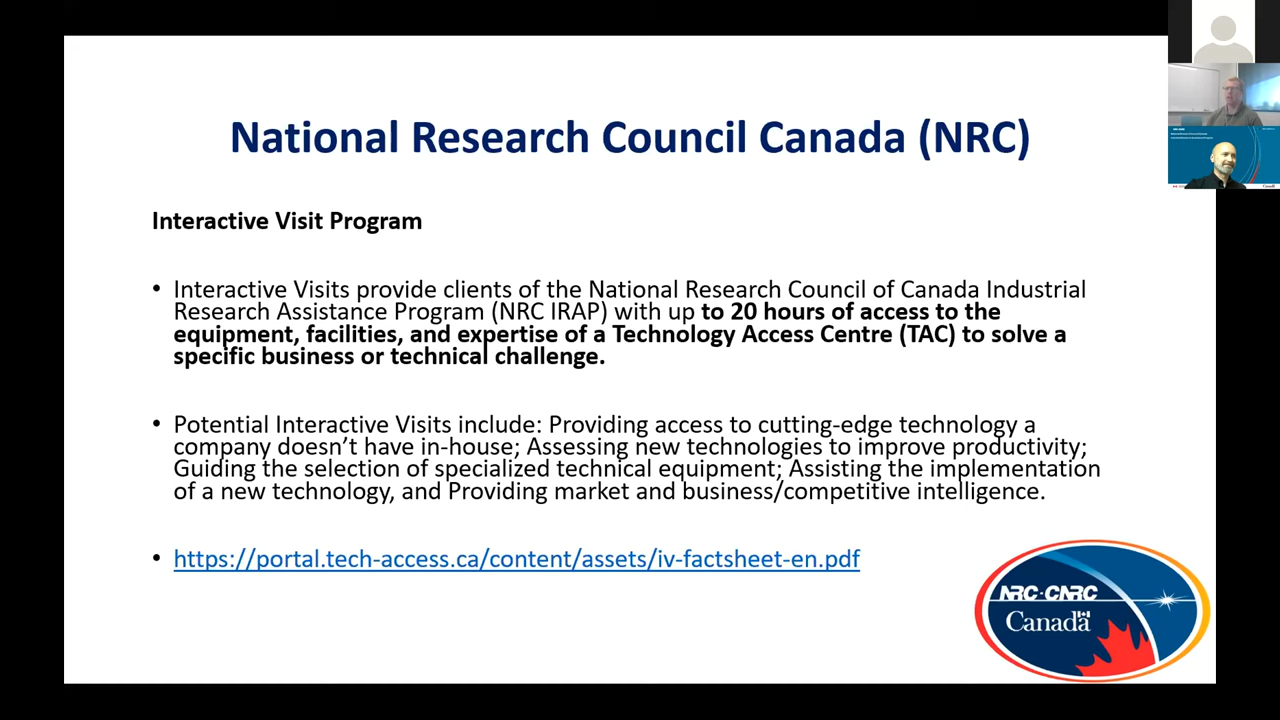 National Research Council Canada (NRC)
Interactive Visit Program
• Interactive Visits provide clients of the National Research Council of Canada Industrial
Research Assistance Program (NRC IRAP) with up to 20 hours of access to the
equipment, facilities, and expertise of a Technology Access Centre (TAC) to solve a
specific business or technical challenge.
• Potential Interactive Visits include: Providing access to cutting-edge technology a
company doesn’t have in-house; Assessing new technologies to improve productivity;
Guiding the selection of specialized technical equipment; Assisting the implementation
of a new technology, and Providing market and business/competitive intelligence.
• https://portal.tech-access.ca/content/assets/iv-factsheet-en.pdf
NRC·CNRC
Canada